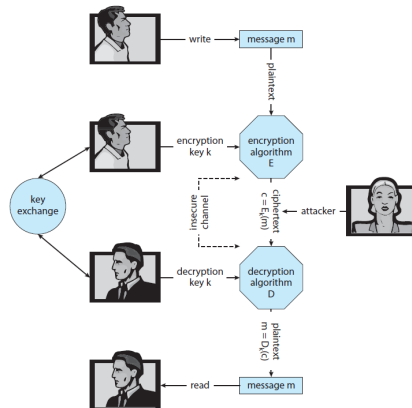 write
message m
plaintext
encryption
key k
encryption
algorithm
E
key
exchange
insecure
channel
ciphertext
c = Eₖ(m)
attacker
decryption
key k
decryption
algorithm
D
plaintext
m = Dₖ(c)
read
message m